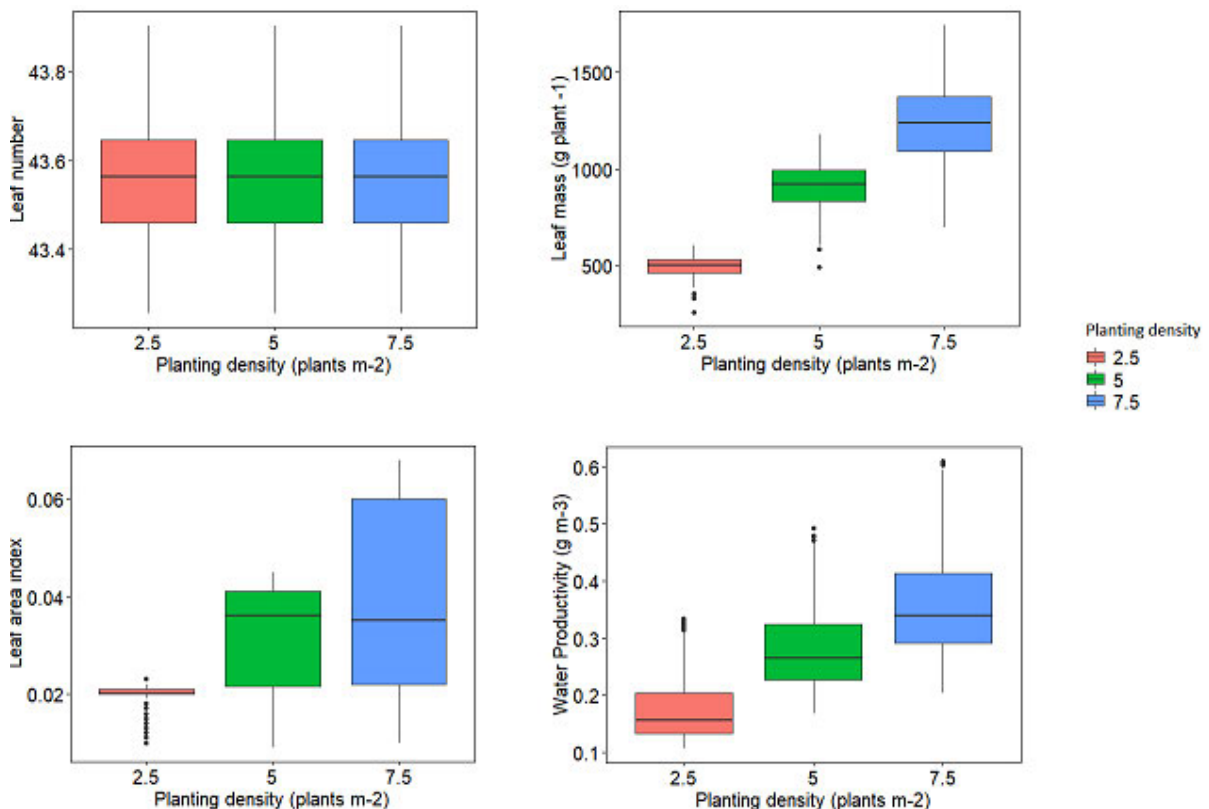 Leaf number
43.8
43.6
43.4
2.5 5 7.5
Planting density (plants m-2)
Leaf mass (g plant -1)
1500
1000
500
2.5 5 7.5
Planting density (plants m-2)
Planting density
2.5
5
7.5
Leaf area index
0.06
0.04
0.02
2.5 5 7.5
Planting density (plants m-2)
Water Productivity (g m-3)
0.6
0.5
0.4
0.3
0.2
0.1
2.5 5 7.5
Planting density (plants m-2)